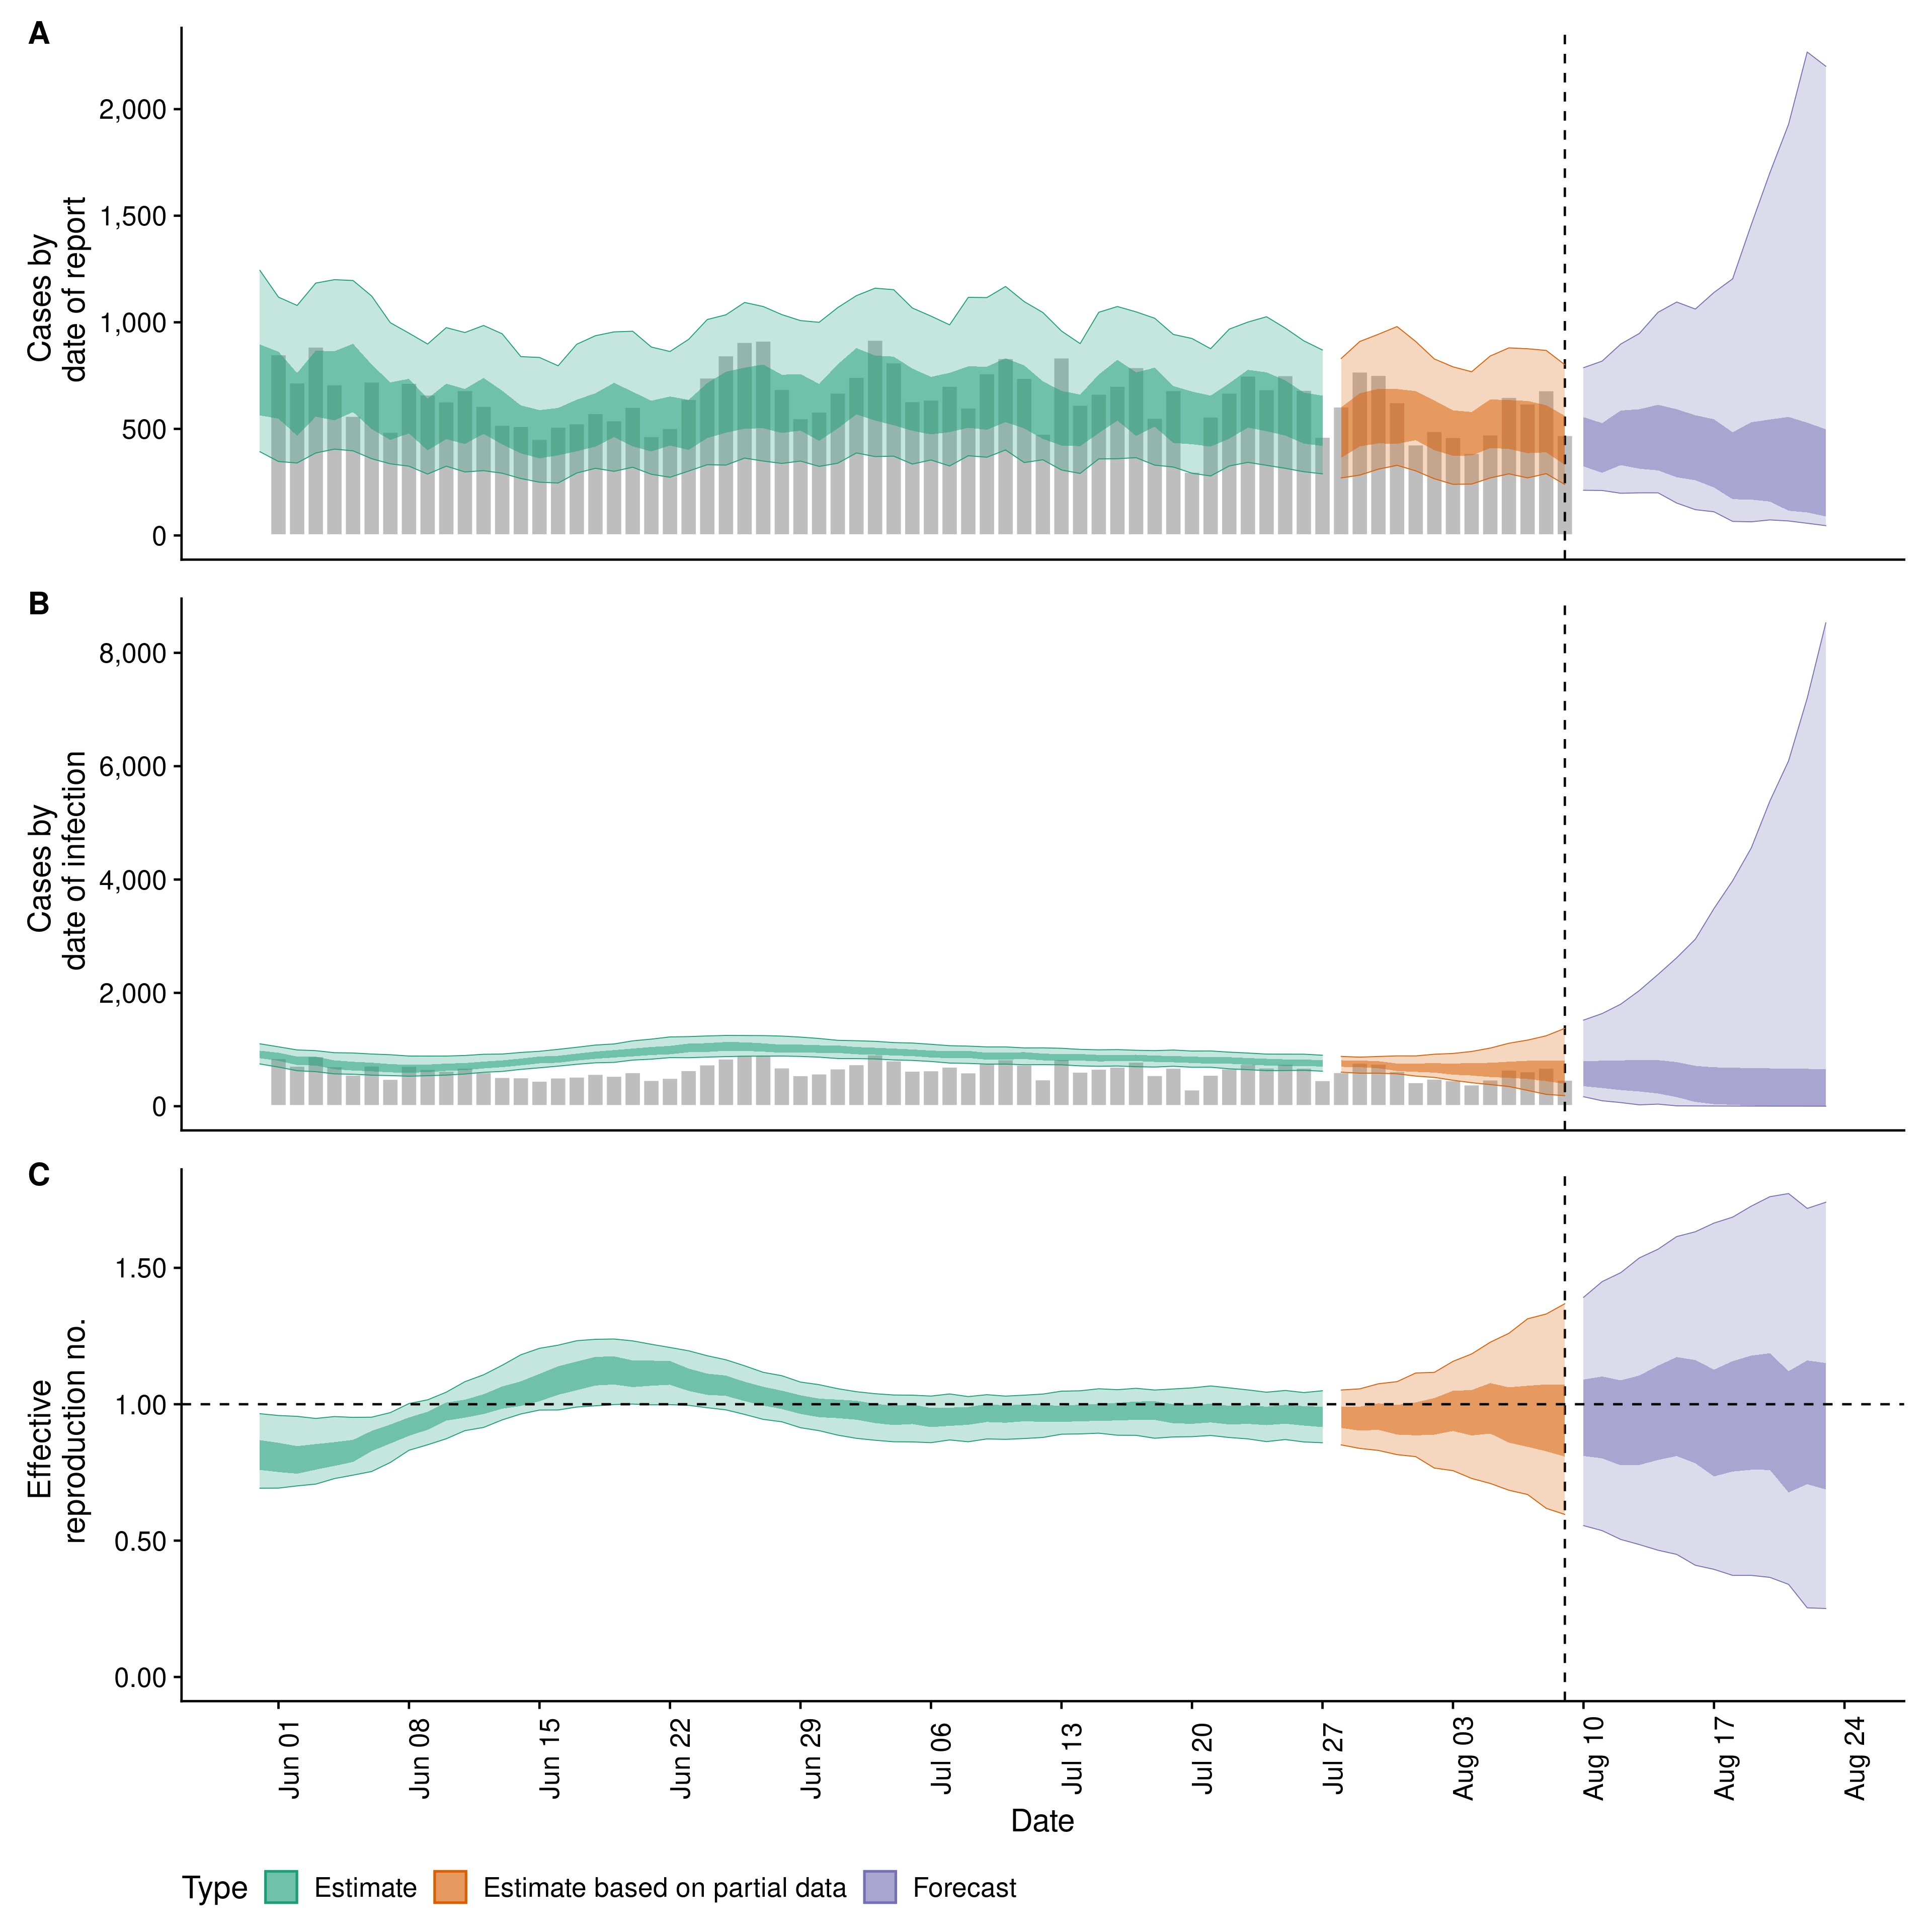 A
Cases by
date of report
2,000
1,500
1,000
500
0
B
Cases by
date of infection
8,000
6,000
4,000
2,000
0
C
Effective
reproduction no.
1.50
1.00
0.50
0.00
Jun 01
Jun 08
Jun 15
Jun 22
Jun 29
Jul 06
Jul 13
Jul 20
Jul 27
Aug 03
Aug 10
Aug 17
Aug 24
Date
Type Estimate Estimate based on partial data Forecast